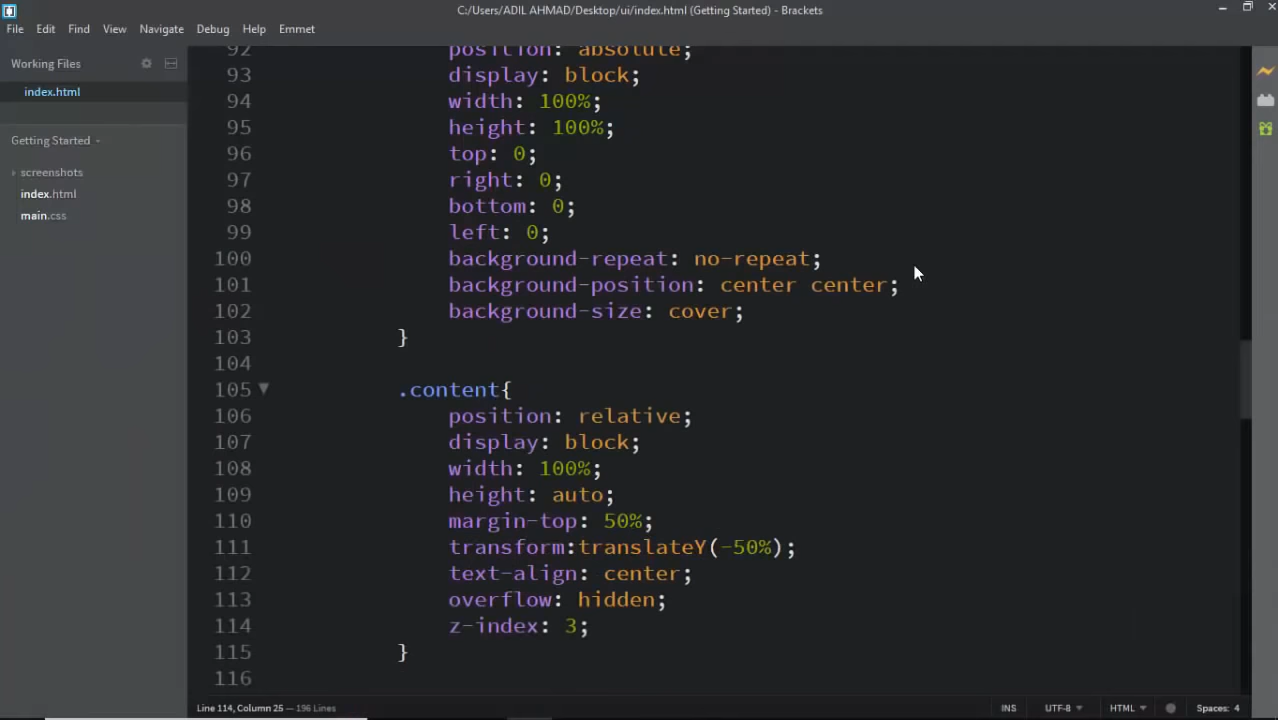 C:/Users/ADIL AHMAD/Desktop/ui/index.html (Getting Started) - Brackets
File Edit Find View Navigate Debug Help Emmet
Working Files
index.html
Getting Started
screenshots
index.html
main.css
92 position: absolute;
93 display: block;
94 width: 100%;
95 height: 100%;
96 top: 0;
97 right: 0;
98 bottom: 0;
99 left: 0;
100 background-repeat: no-repeat;
101 background-position: center center;
102 background-size: cover;
103 }
104
105 .content{
106 position: relative;
107 display: block;
108 width: 100%;
109 height: auto;
110 margin-top: 50%;
111 transform:translateY(-50%);
112 text-align: center;
113 overflow: hidden;
114 z-index: 3;
115 }
116
Line 114, Column 25 — 196 Lines
INS UTF-8 HTML Spaces: 4